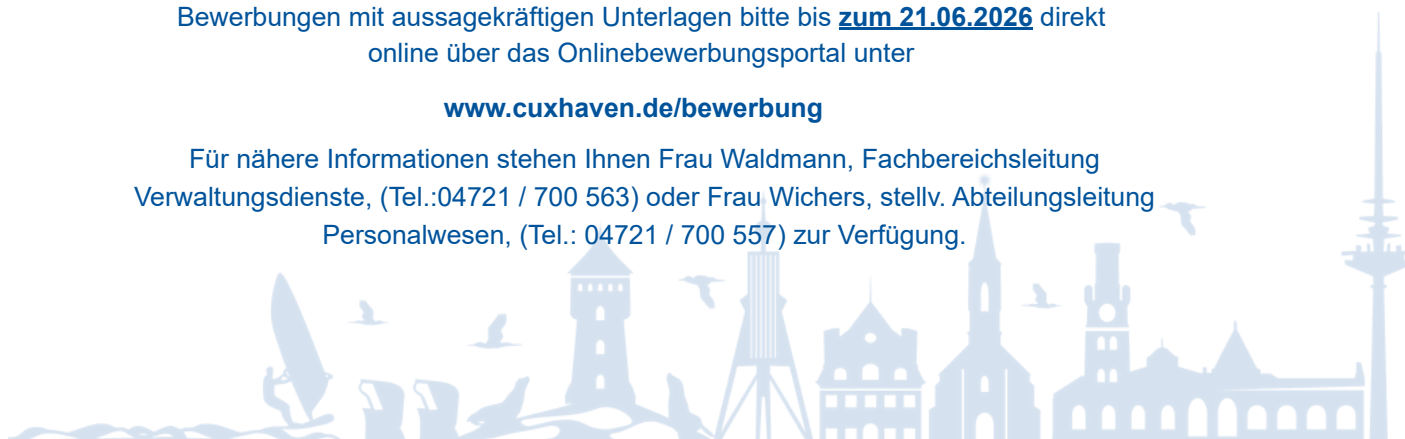 Bewerbungen mit aussagekräftigen Unterlagen bitte bis zum 21.06.2026 direkt
online über das Onlinebewerbungsportal unter
www.cuxhaven.de/bewerbung
Für nähere Informationen stehen Ihnen Frau Waldmann, Fachbereichsleitung
Verwaltungsdienste, (Tel.:04721 / 700 563) oder Frau Wichers, stellv. Abteilungsleitung
Personalwesen, (Tel.: 04721 / 700 557) zur Verfügung.